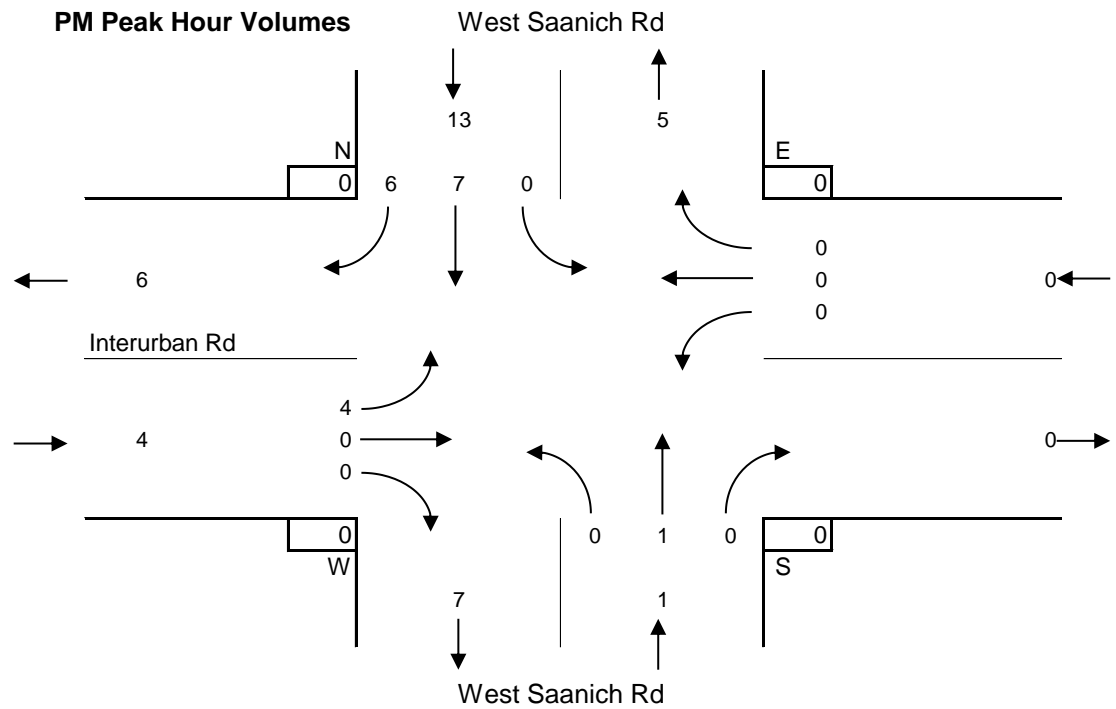 PM Peak Hour Volumes West Saanich Rd
13 5
N E
0 6 7 0 0
0
6 0 0
0
Interurban Rd
4
4 0 0
0
0 0 1 0 0
W S
7 1
West Saanich Rd